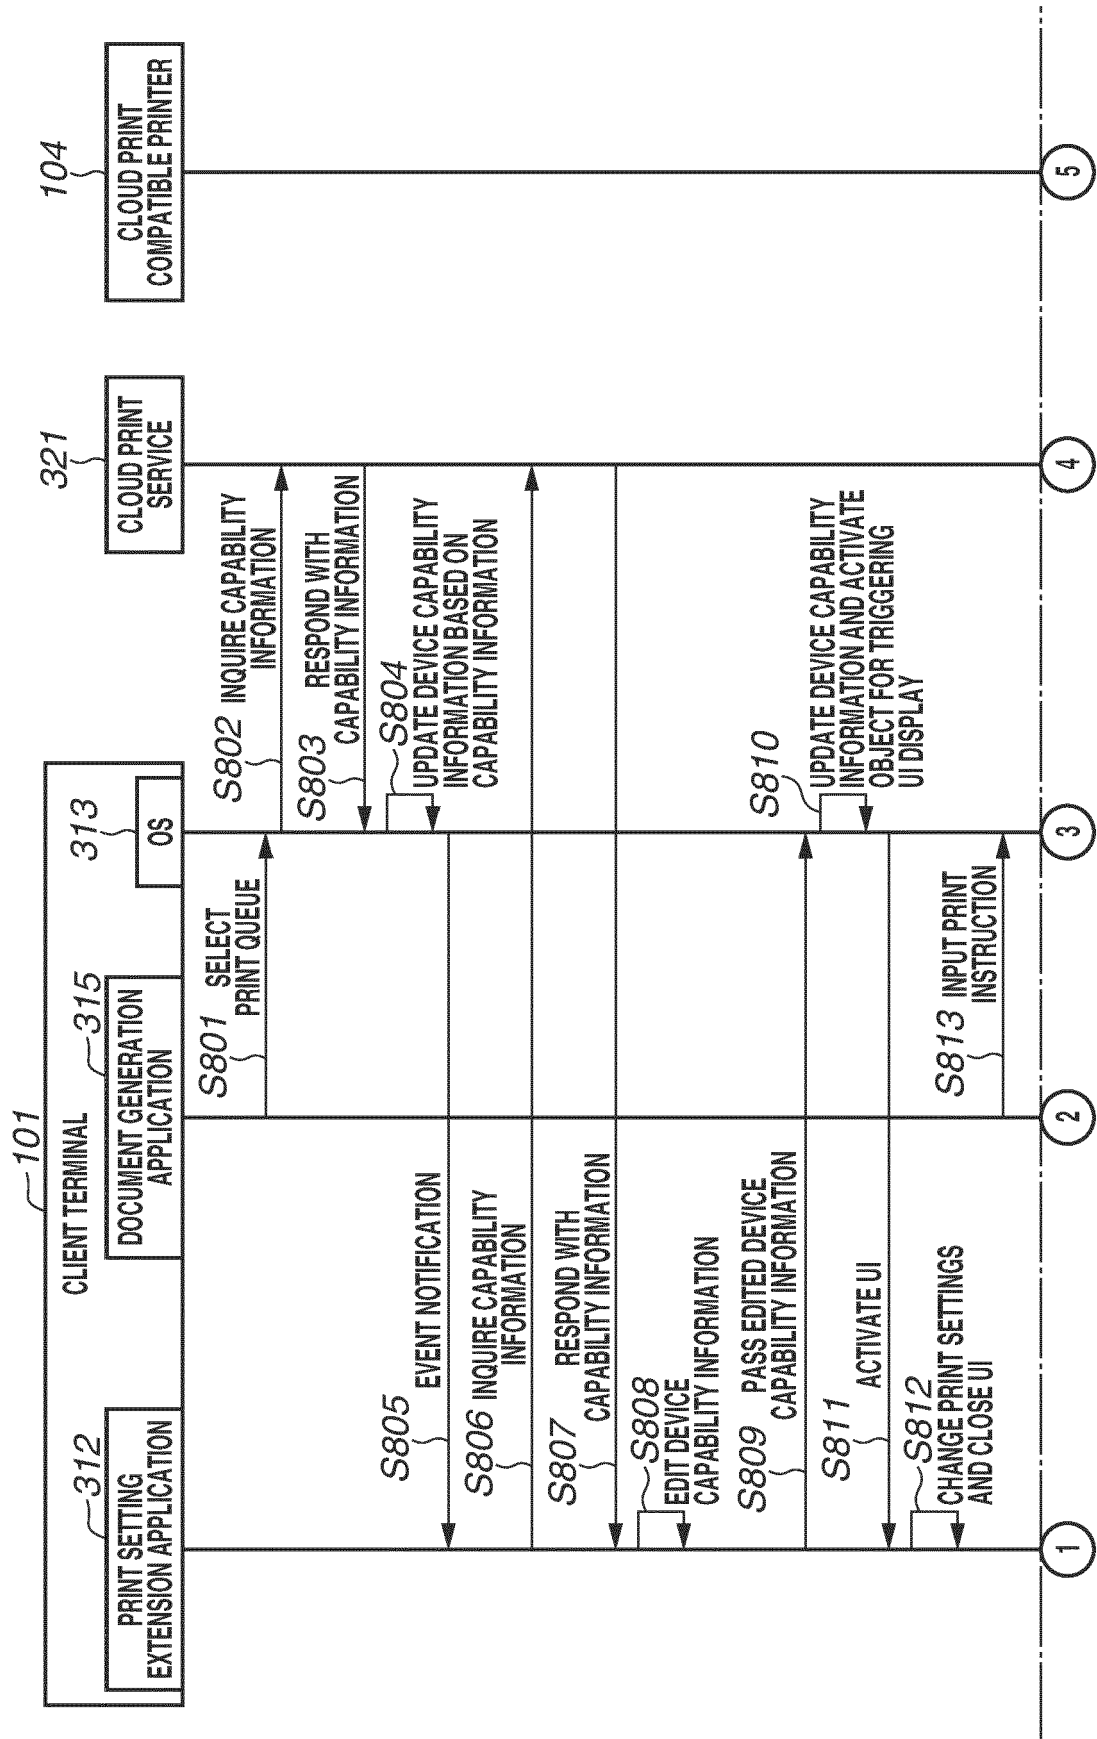 101
CLIENT TERMINAL
312
PRINT SETTING
EXTENSION APPLICATION
315
DOCUMENT GENERATION
APPLICATION
313
OS
321
CLOUD PRINT
SERVICE
104
CLOUD PRINT
COMPATIBLE PRINTER
S801
SELECT
PRINT QUEUE
S802
INQUIRE CAPABILITY
INFORMATION
S803
RESPOND WITH
CAPABILITY INFORMATION
S804
UPDATE DEVICE CAPABILITY
INFORMATION BASED ON
CAPABILITY INFORMATION
S805
EVENT NOTIFICATION
S806
INQUIRE CAPABILITY
INFORMATION
S807
RESPOND WITH
CAPABILITY INFORMATION
S808
EDIT DEVICE
CAPABILITY INFORMATION
S809
PASS EDITED DEVICE
CAPABILITY INFORMATION
S810
UPDATE DEVICE CAPABILITY
INFORMATION AND ACTIVATE
OBJECT FOR TRIGGERING
UI DISPLAY
S811
ACTIVATE UI
S812
CHANGE PRINT SETTINGS
AND CLOSE UI
S813
INPUT PRINT
INSTRUCTION
1
2
3
4
5